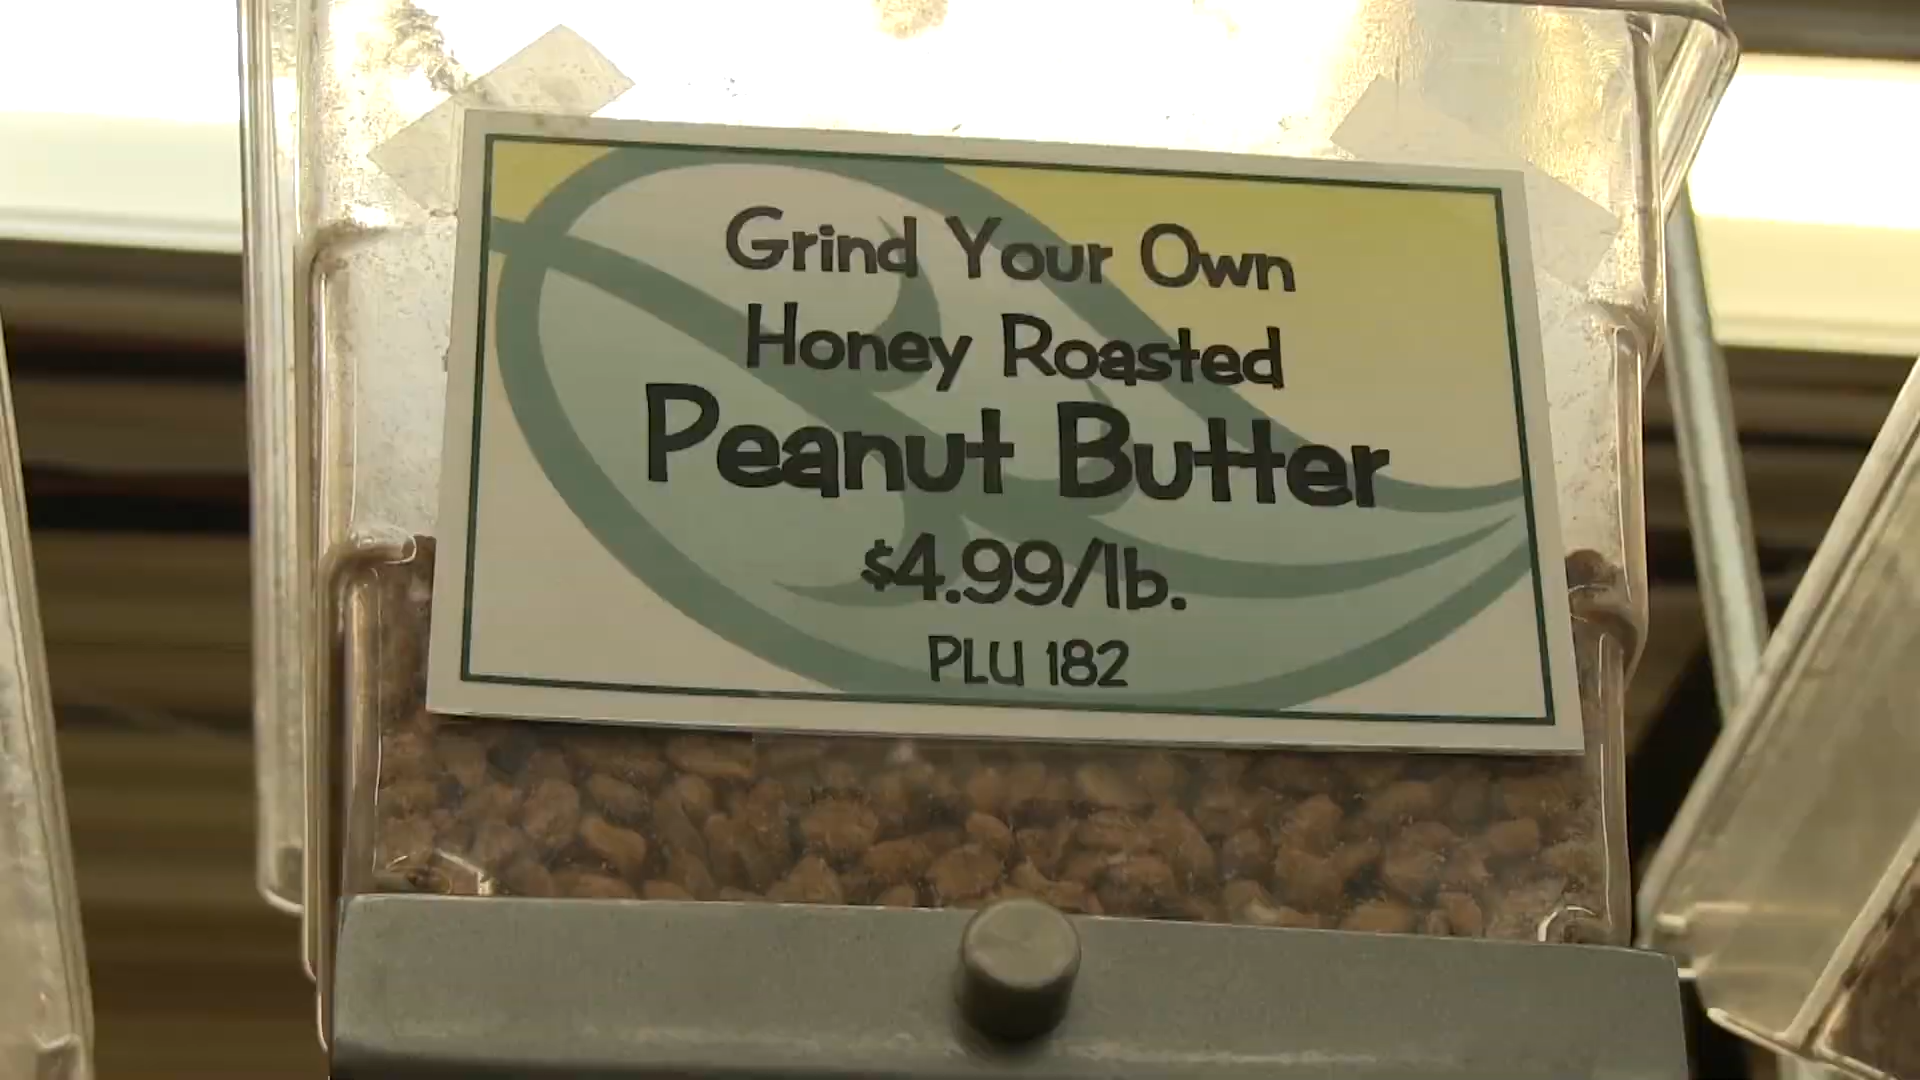 Grind Your Own
Honey Roasted
Peanut Butter
$4.99/lb.
PLU 182